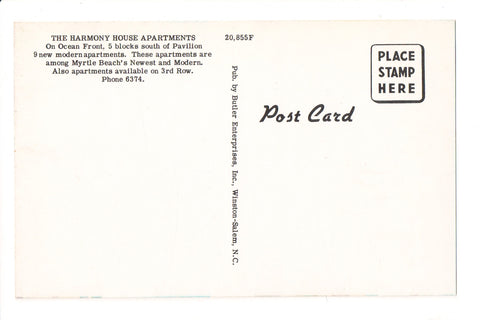 THE HARMONY HOUSE APARTMENTS
On Ocean Front, 5 blocks south of Pavilion
9 new modern apartments. These apartments are
among Myrtle Beach's Newest and Modern.
Also apartments available on 3rd Row.
Phone 6374.
20,855F
Pub. by Butler Enterprises, Inc., Winston-Salem, N.C.
Post Card
PLACE
STAMP
HERE